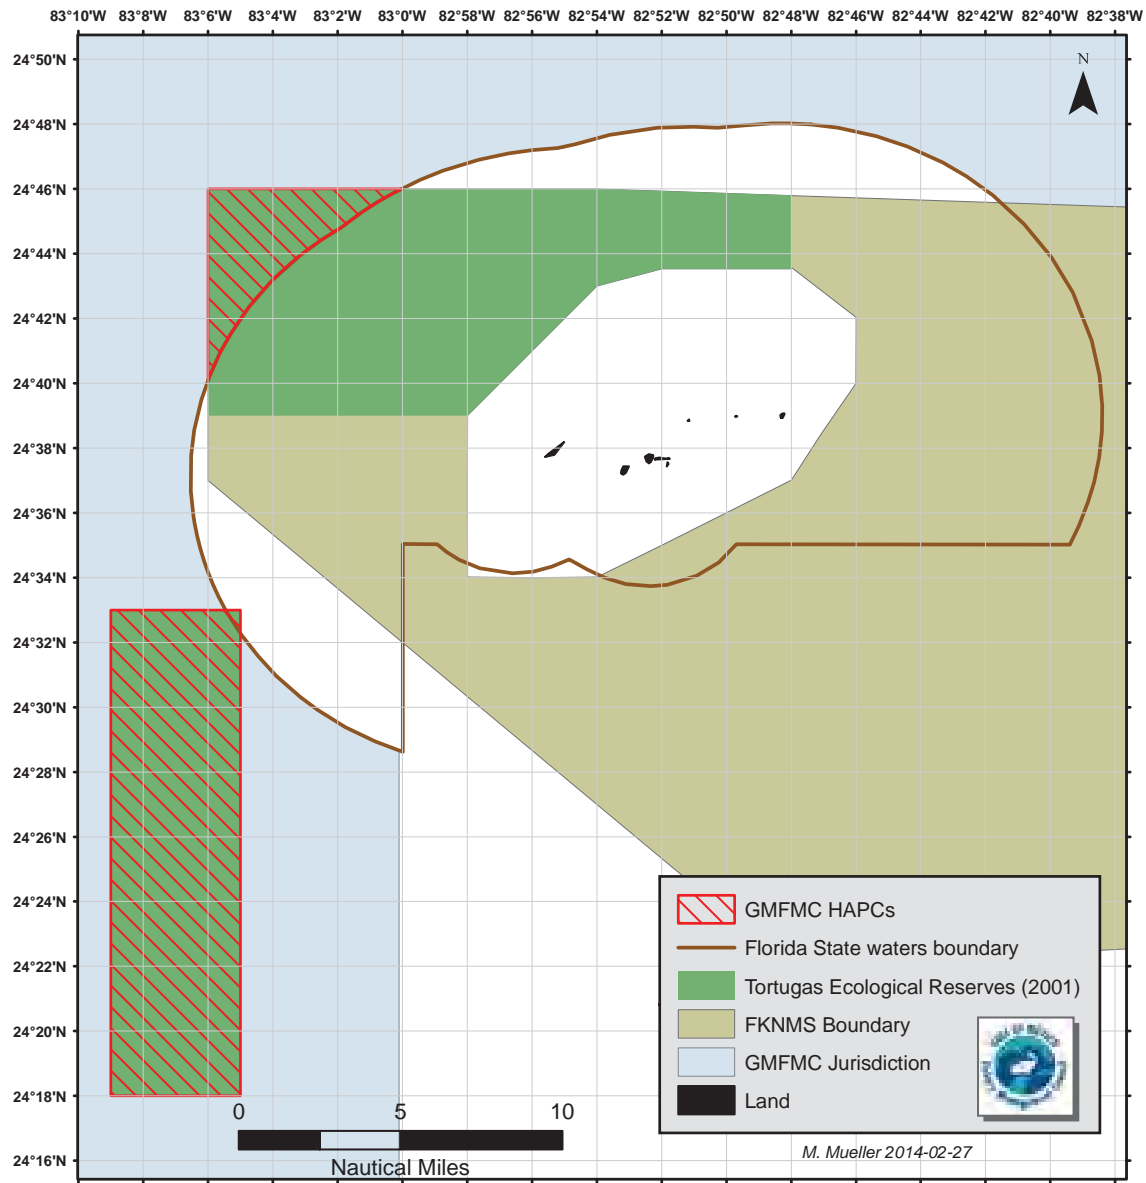 83°10'W 83°8'W 83°6'W 83°4'W 83°2'W 83°0'W 82°58'W 82°56'W 82°54'W 82°52'W 82°50'W 82°48'W 82°46'W 82°44'W 82°42'W 82°40'W 82°38'W
24°50'N
N
24°48'N
24°46'N
24°44'N
24°42'N
24°40'N
24°38'N
24°36'N
24°34'N
24°32'N
24°30'N
24°28'N
24°26'N
24°24'N
24°22'N
24°20'N
24°18'N
24°16'N
GMFMC HAPCs
Florida State waters boundary
Tortugas Ecological Reserves (2001)
FKNMS Boundary
GMFMC Jurisdiction
Land
0 5 10
Nautical Miles
M. Mueller 2014-02-27